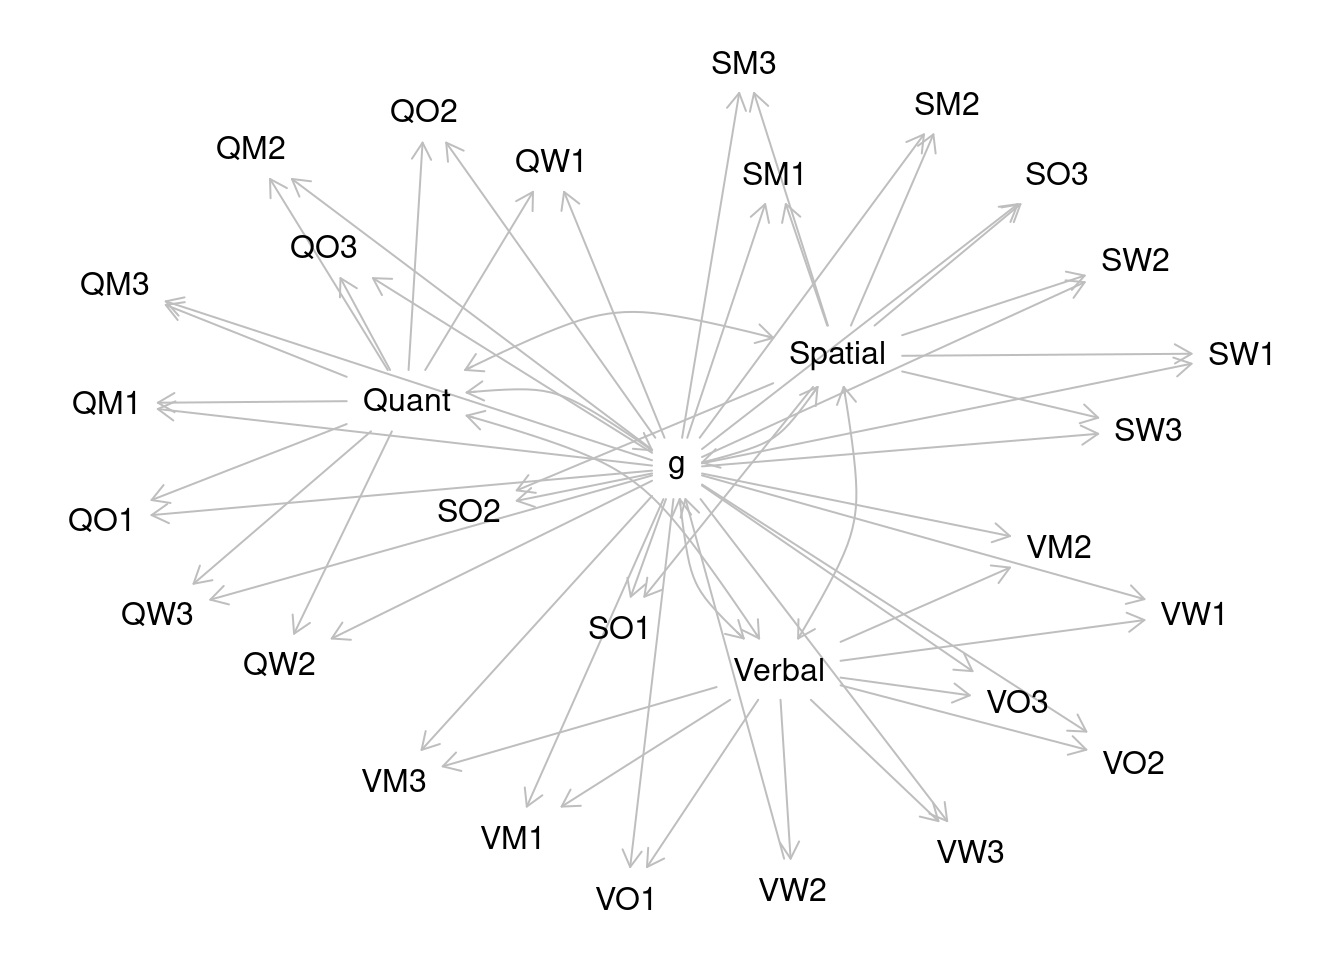 SM3
SM2
QO2
QM2
QW1
SM1
SO3
QO3
SW2
QM3
Spatial
SW1
Quant
QM1
SW3
g
SO2
QO1
VM2
QW3
SO1
VW1
QW2
Verbal
VO3
VO2
VM3
VM1
VW3
VW2
VO1